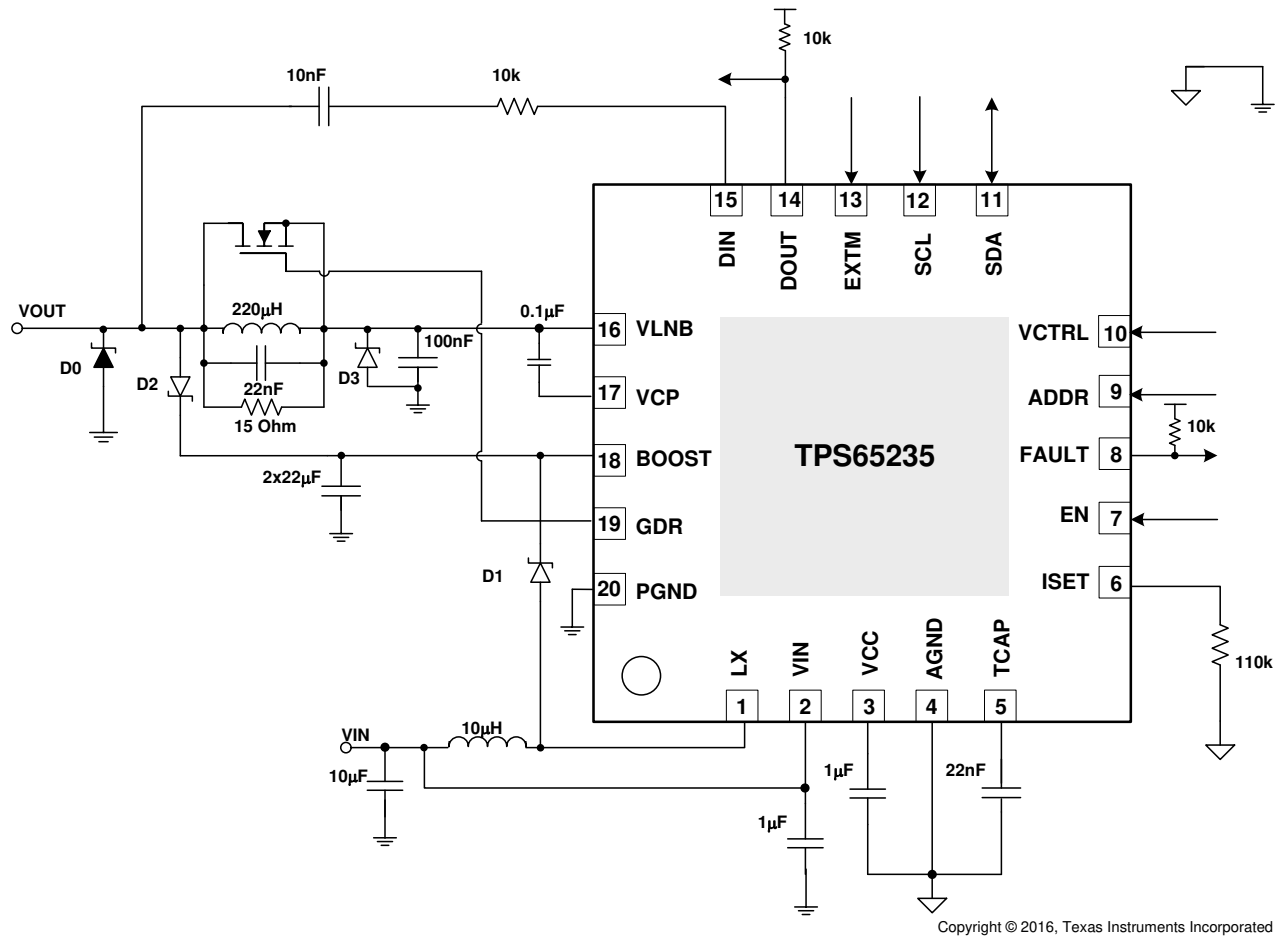 10k
10nF
10k
15
14
13
12
11
DIN
DOUT
EXTM
SCL
SDA
VOUT
220μH
0.1μF
16 VLNB
VCTRL 10
D0
D2
22nF
15 Ohm
D3
100nF
17 VCP
ADDR 9
10k
2x22μF
18 BOOST
TPS65235
FAULT 8
19 GDR
EN 7
D1
20 PGND
ISET 6
110k
LX
VIN
VCC
AGND
TCAP
1
2
3
4
5
VIN
10μH
10μF
1μF
1μF
22nF
Copyright © 2016, Texas Instruments Incorporated